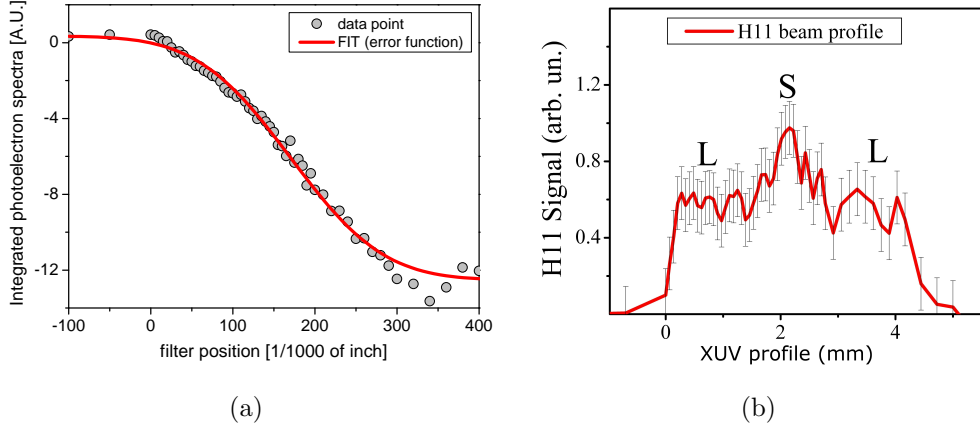 data point
FIT (error function)
0
-4
-8
-12
Integrated photoelectron spectra [A.U.]
-100 0 100 200 300 400
filter position [1/1000 of inch]
(a)
H11 beam profile
1.2
0.8
0.4
H11 Signal (arb. un.)
L S L
0 2 4
XUV profile (mm)
(b)